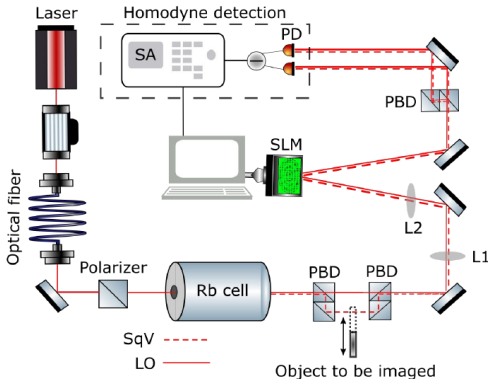 Laser
Homodyne detection
SA
PD
PBD
SLM
Optical fiber
L2
L1
Polarizer
Rb cell
PBD
PBD
SqV
LO
Object to be imaged